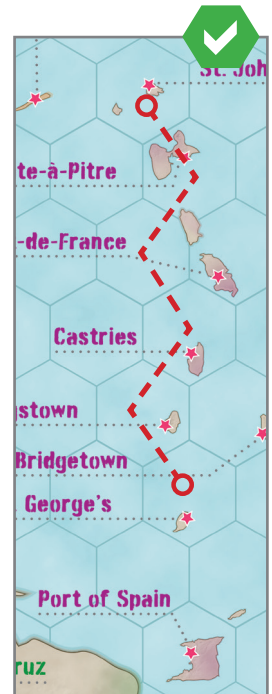 St. Joh
te-à-Pitre
-de-France
Castries
gstown
Bridgetown
George's
Port of Spain
ruz